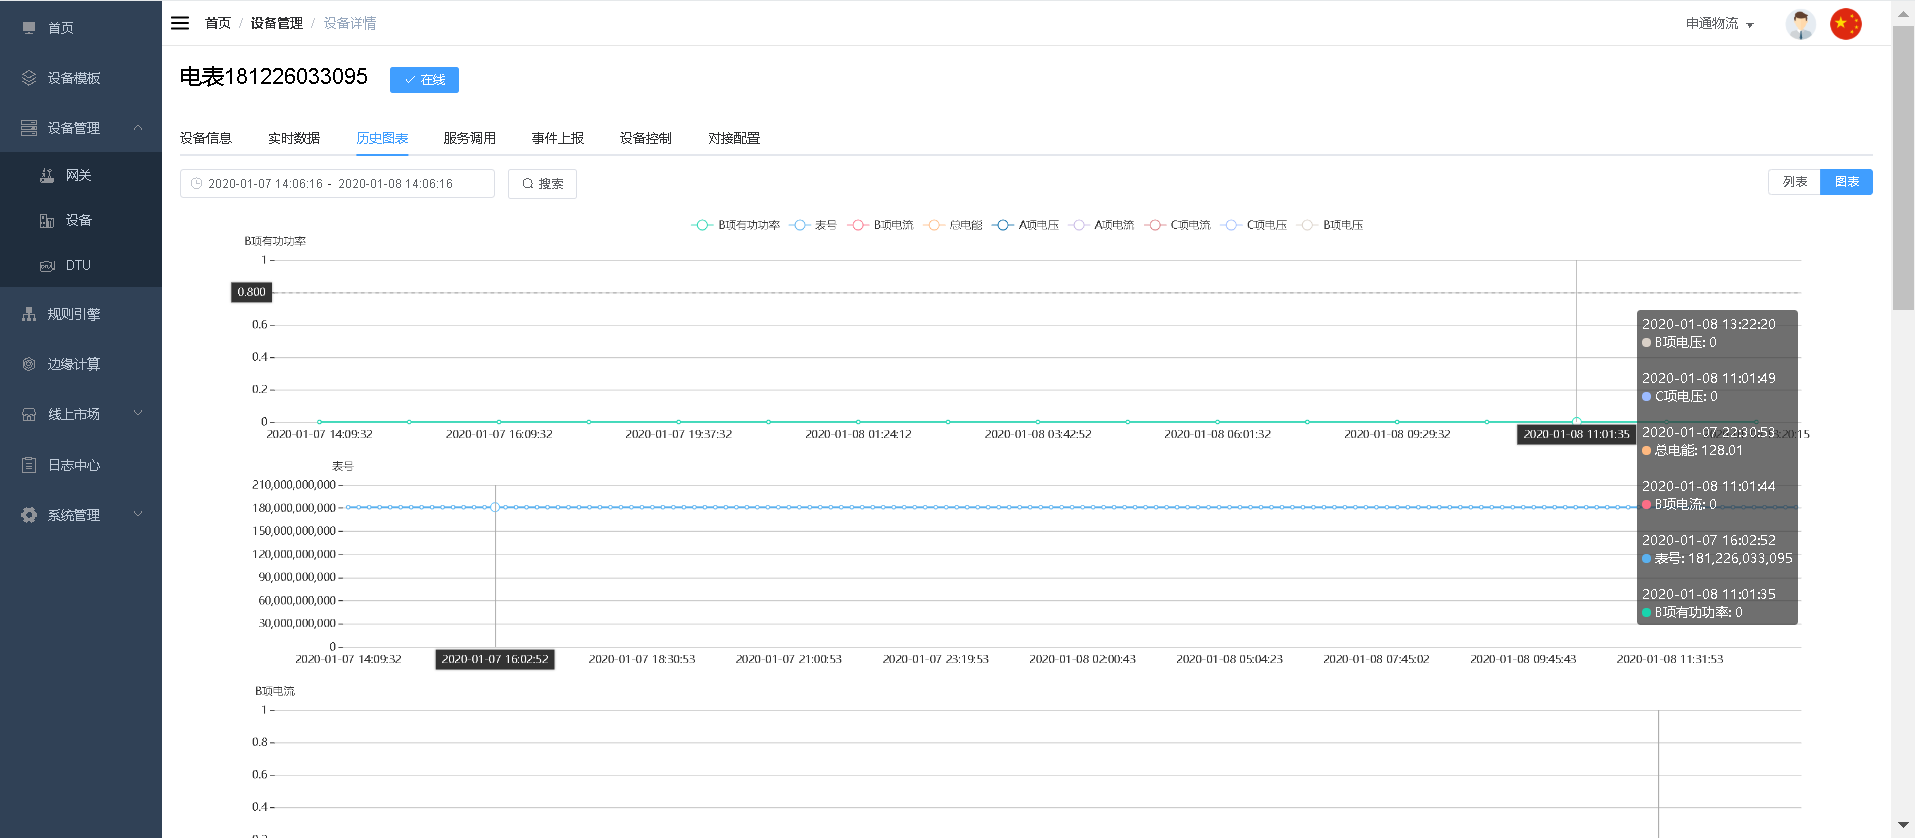 首页
设备模板
设备管理
网关
设备
DTU
规则引擎
边缘计算
线上市场
日志中心
系统管理
首页 / 设备管理 / 设备详情
申通物流
电表181226033095
在线
设备信息 实时数据 历史图表 服务调用 事件上报 设备控制 对接配置
2020-01-07 14:06:16 - 2020-01-08 14:06:16 搜索
列表 图表
B项有功功率 表号 B项电流 总电能 A项电压 A项电流 C项电流 C项电压 B项电压
B项有功功率
1
0.800
0.6
0.4
0.2
0
2020-01-07 14:09:32 2020-01-07 16:09:32 2020-01-07 19:37:32 2020-01-08 01:24:12 2020-01-08 03:42:52 2020-01-08 06:01:32 2020-01-08 09:29:32 2020-01-08 11:01:35 :20:15
2020-01-08 13:22:20
B项电压: 0
2020-01-08 11:01:49
C项电压: 0
2020-01-07 22:30:53
总电能: 128.01
2020-01-08 11:01:44
B项电流: 0
2020-01-07 16:02:52
表号: 181,226,033,095
2020-01-08 11:01:35
B项有功功率: 0
表号
210,000,000,000
180,000,000,000
150,000,000,000
120,000,000,000
90,000,000,000
60,000,000,000
30,000,000,000
0
2020-01-07 14:09:32 2020-01-07 16:02:52 2020-01-07 18:30:53 2020-01-07 21:00:53 2020-01-07 23:19:53 2020-01-08 02:00:43 2020-01-08 05:04:23 2020-01-08 07:45:02 2020-01-08 09:45:43 2020-01-08 11:31:53
B项电流
1
0.8
0.6
0.4
0.2